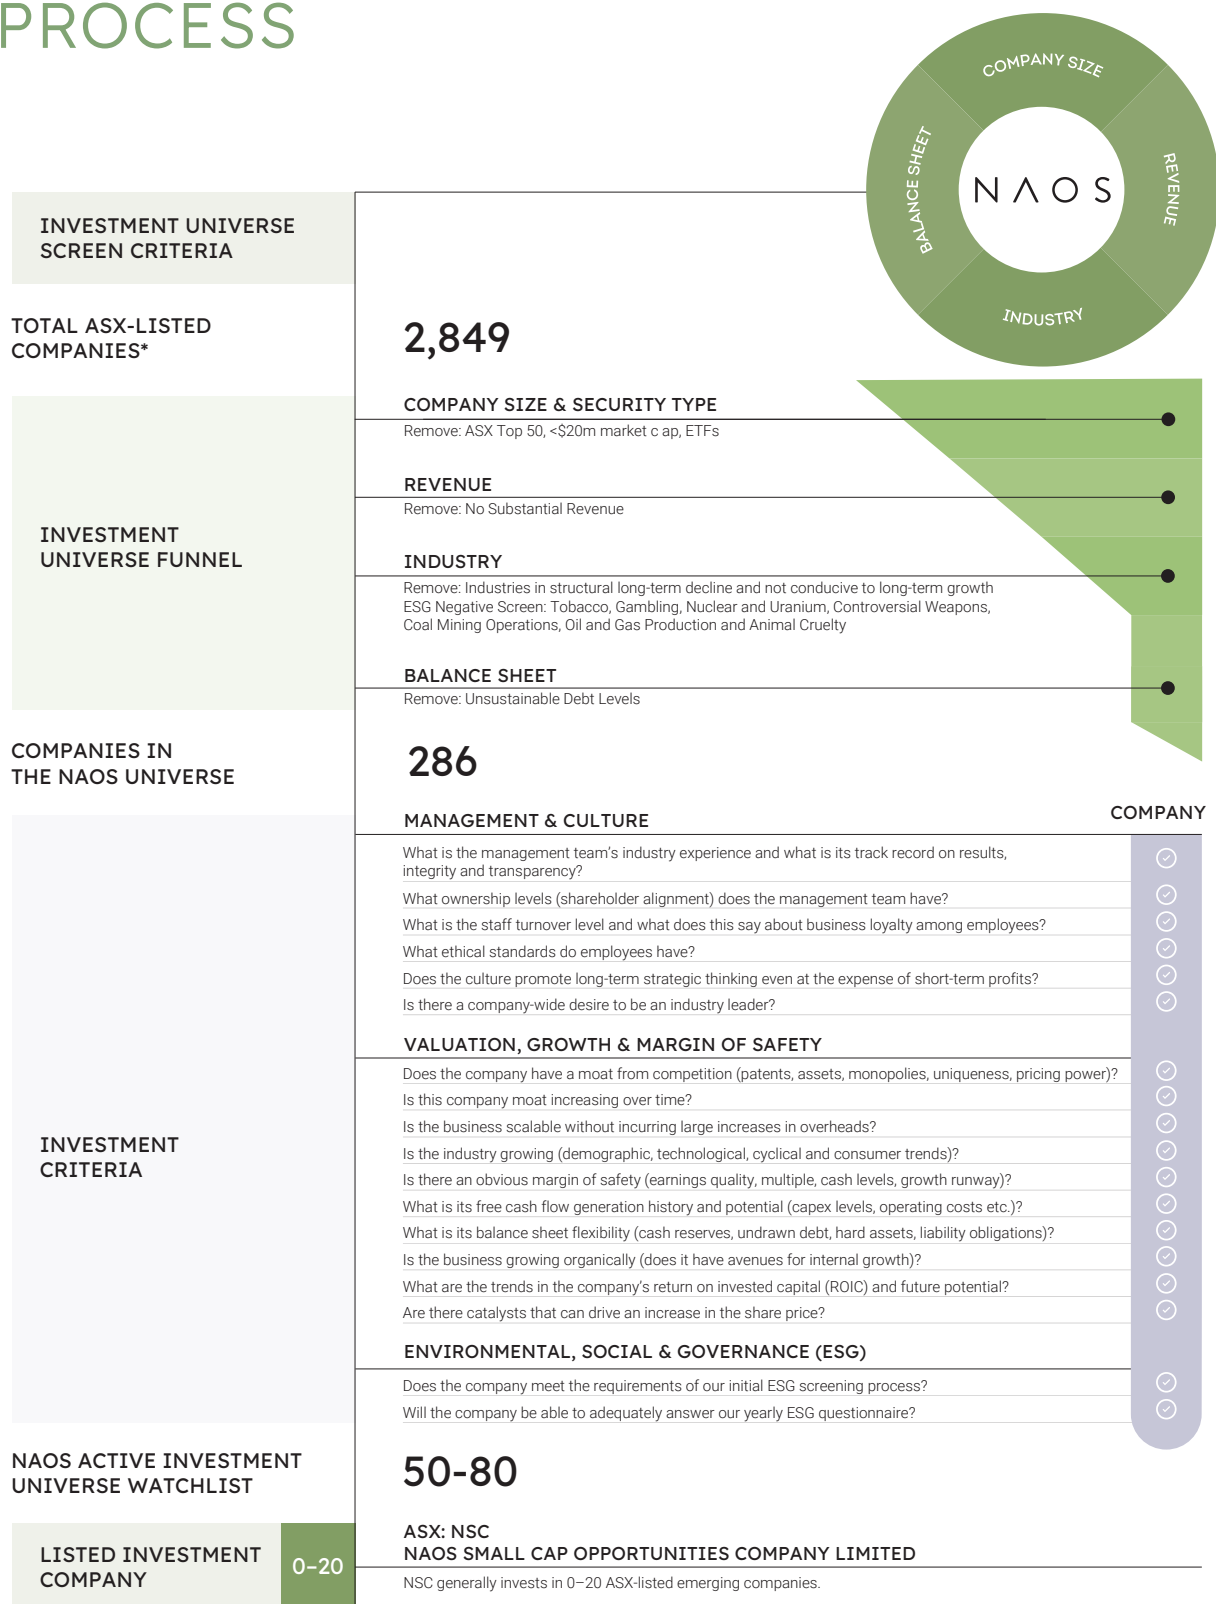 PROCESS
COMPANY SIZE
BALANCE SHEET
REVENUE
NAOS
INDUSTRY
INVESTMENT UNIVERSE
SCREEN CRITERIA
TOTAL ASX-LISTED
COMPANIES*
2,849
INVESTMENT
UNIVERSE FUNNEL
COMPANY SIZE & SECURITY TYPE
Remove: ASX Top 50, <$20m market c ap, ETFs
REVENUE
Remove: No Substantial Revenue
INDUSTRY
Remove: Industries in structural long-term decline and not conducive to long-term growth
ESG Negative Screen: Tobacco, Gambling, Nuclear and Uranium, Controversial Weapons,
Coal Mining Operations, Oil and Gas Production and Animal Cruelty
BALANCE SHEET
Remove: Unsustainable Debt Levels
COMPANIES IN
THE NAOS UNIVERSE
286
COMPANY
INVESTMENT
CRITERIA
MANAGEMENT & CULTURE
What is the management team's industry experience and what is its track record on results,
integrity and transparency?
What ownership levels (shareholder alignment) does the management team have?
What is the staff turnover level and what does this say about business loyalty among employees?
What ethical standards do employees have?
Does the culture promote long-term strategic thinking even at the expense of short-term profits?
Is there a company-wide desire to be an industry leader?
VALUATION, GROWTH & MARGIN OF SAFETY
Does the company have a moat from competition (patents, assets, monopolies, uniqueness, pricing power)?
Is this company moat increasing over time?
Is the business scalable without incurring large increases in overheads?
Is the industry growing (demographic, technological, cyclical and consumer trends)?
Is there an obvious margin of safety (earnings quality, multiple, cash levels, growth runway)?
What is its free cash flow generation history and potential (capex levels, operating costs etc.)?
What is its balance sheet flexibility (cash reserves, undrawn debt, hard assets, liability obligations)?
Is the business growing organically (does it have avenues for internal growth)?
What are the trends in the company's return on invested capital (ROIC) and future potential?
Are there catalysts that can drive an increase in the share price?
ENVIRONMENTAL, SOCIAL & GOVERNANCE (ESG)
Does the company meet the requirements of our initial ESG screening process?
Will the company be able to adequately answer our yearly ESG questionnaire?
NAOS ACTIVE INVESTMENT
UNIVERSE WATCHLIST
50-80
LISTED INVESTMENT
COMPANY
0–20
ASX: NSC
NAOS SMALL CAP OPPORTUNITIES COMPANY LIMITED
NSC generally invests in 0–20 ASX-listed emerging companies.